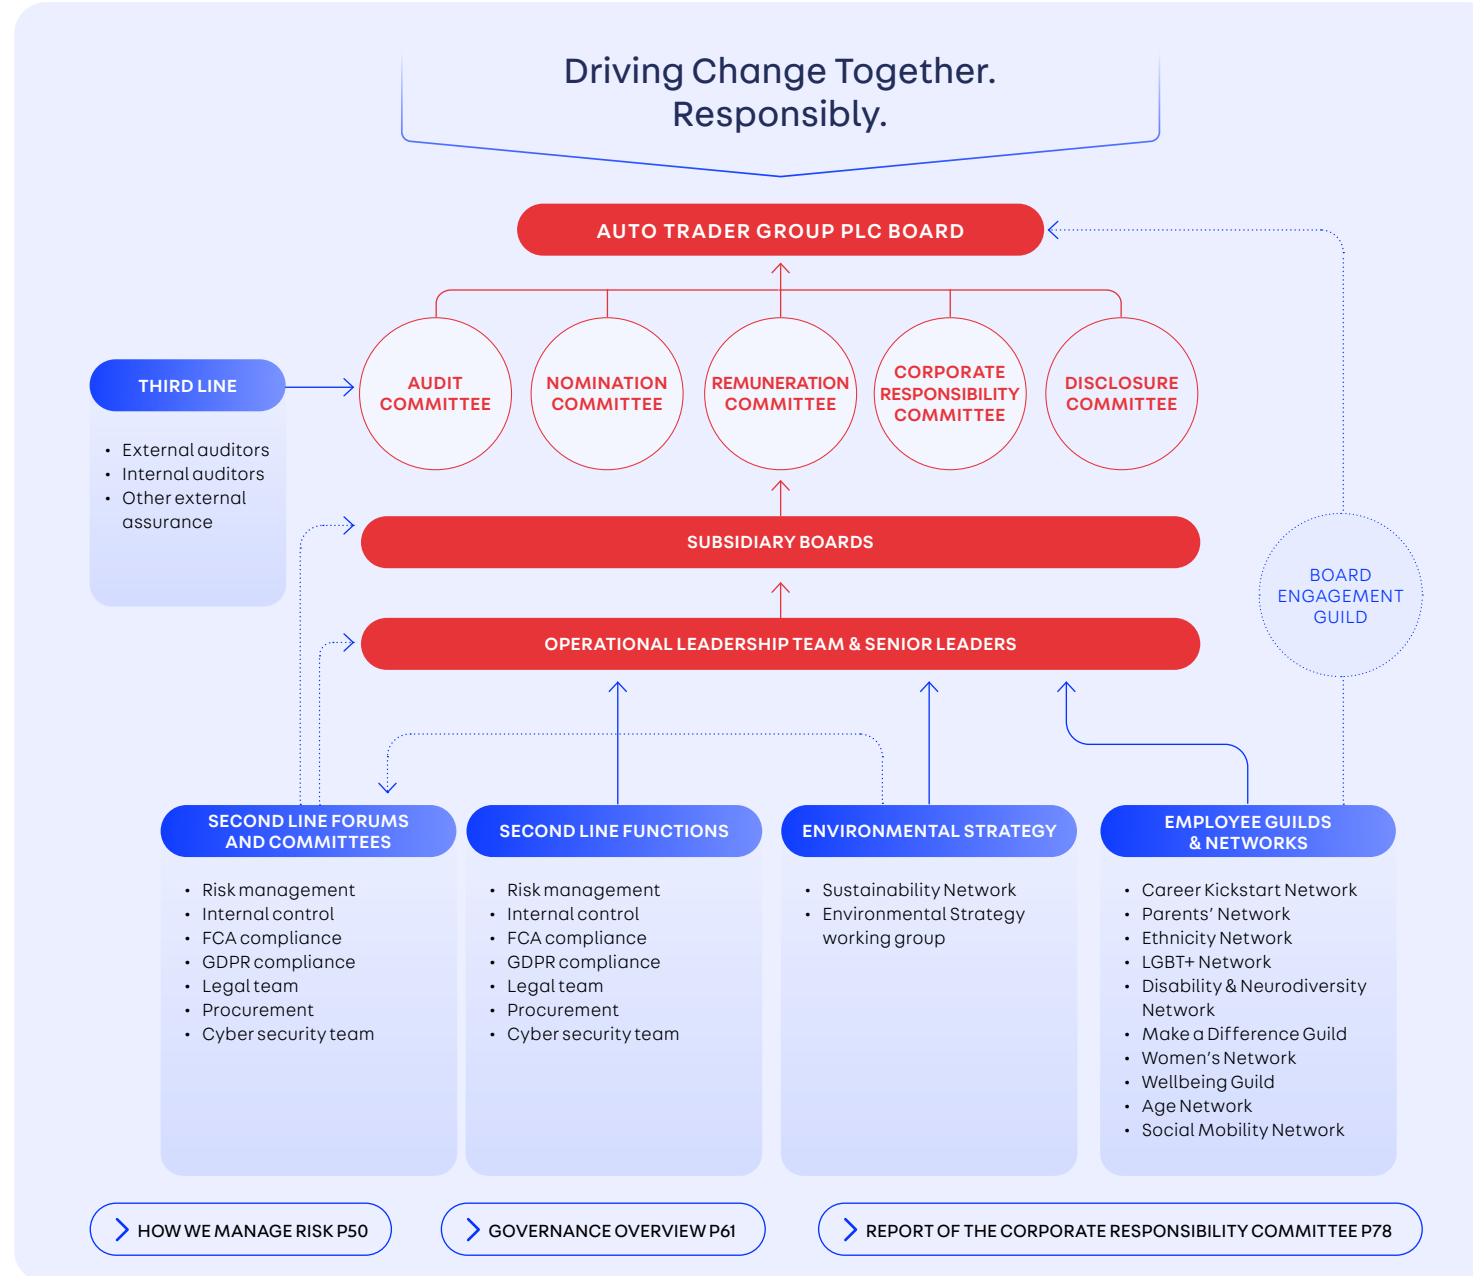 Driving Change Together.
Responsibly.
AUTO TRADER GROUP PLC BOARD
THIRD LINE
• External auditors
• Internal auditors
• Other external
assurance
AUDIT
COMMITTEE
NOMINATION
COMMITTEE
REMUNERATION
COMMITTEE
CORPORATE
RESPONSIBILITY
COMMITTEE
DISCLOSURE
COMMITTEE
SUBSIDIARY BOARDS
OPERATIONAL LEADERSHIP TEAM & SENIOR LEADERS
BOARD
ENGAGEMENT
GUILD
SECOND LINE FORUMS
AND COMMITTEES
• Risk management
• Internal control
• FCA compliance
• GDPR compliance
• Legal team
• Procurement
• Cyber security team
SECOND LINE FUNCTIONS
• Risk management
• Internal control
• FCA compliance
• GDPR compliance
• Legal team
• Procurement
• Cyber security team
ENVIRONMENTAL STRATEGY
• Sustainability Network
• Environmental Strategy
working group
EMPLOYEE GUILDS
& NETWORKS
• Career Kickstart Network
• Parents’ Network
• Ethnicity Network
• LGBT+ Network
• Disability & Neurodiversity
Network
• Make a Difference Guild
• Women’s Network
• Wellbeing Guild
• Age Network
• Social Mobility Network
HOW WE MANAGE RISK P50
GOVERNANCE OVERVIEW P61
REPORT OF THE CORPORATE RESPONSIBILITY COMMITTEE P78